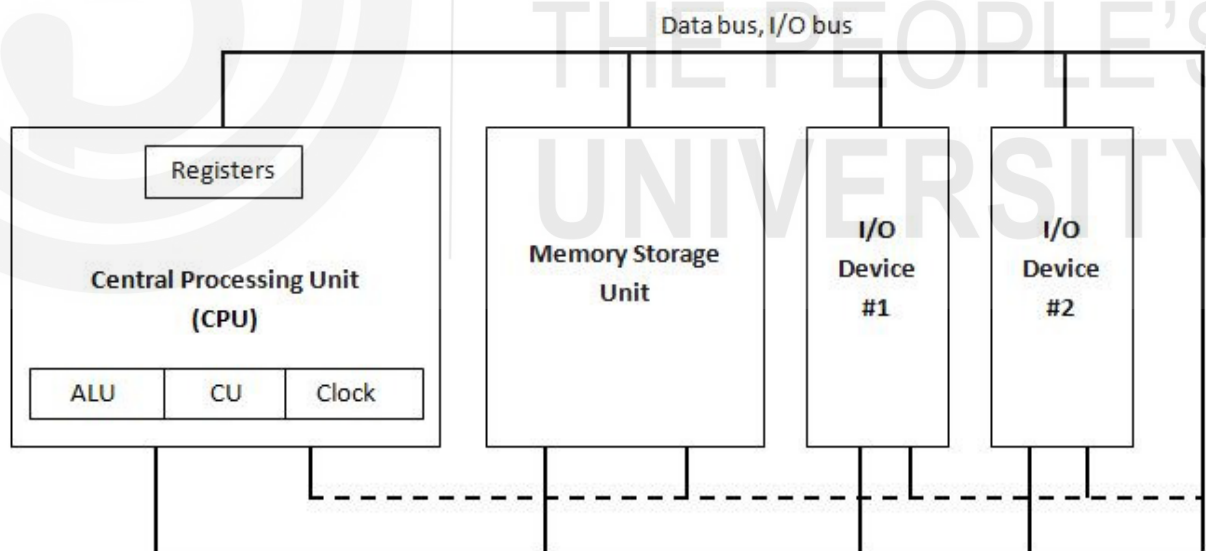 THE PEOPLE'S
UNIVERSITY
Data bus, I/O bus
Registers
Central Processing Unit
(CPU)
ALU
CU
Clock
Memory Storage
Unit
I/O
Device
#1
I/O
Device
#2